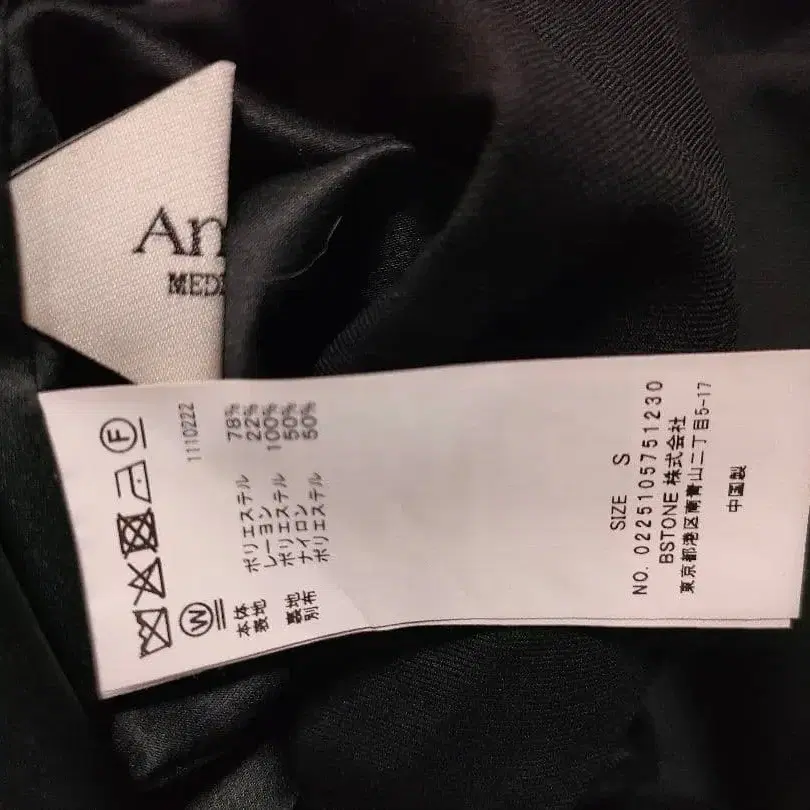 An
MED
F
W
1110222
本体 ポリエステル 78%
表地 レーヨン 22%
裏地 ポリエステル 100%
別布 ナイロン 50%
ポリエステル 50%
SIZE S
NO. 0225105751230
BSTONE 株式会社
東京都港区南青山二丁目5-17
中国製